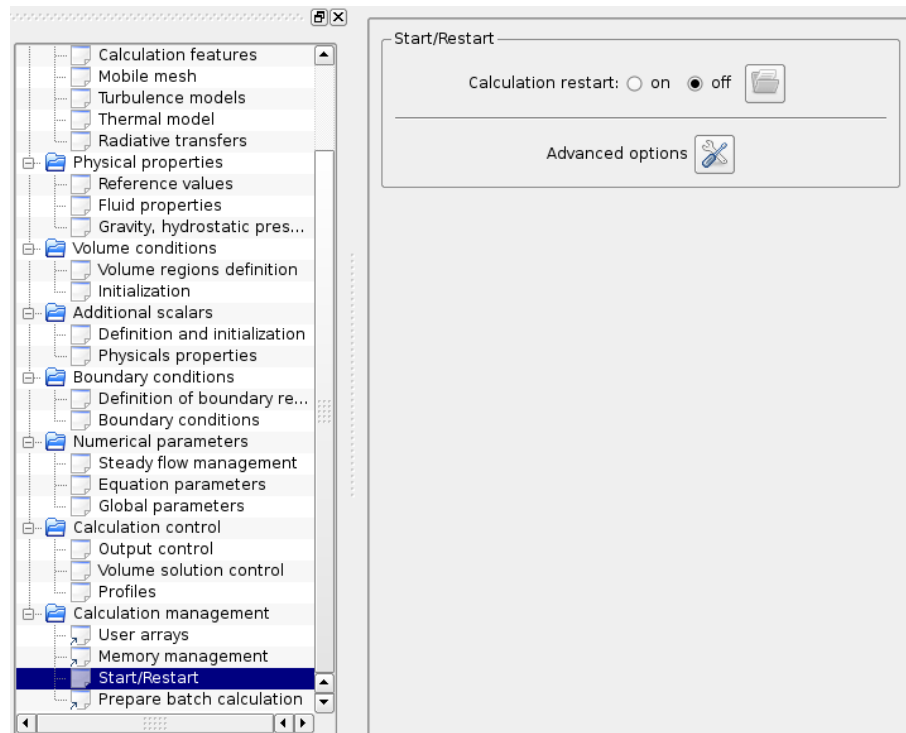 Calculation features
Mobile mesh
Turbulence models
Thermal model
Radiative transfers
Physical properties
Reference values
Fluid properties
Gravity, hydrostatic pres...
Volume conditions
Volume regions definition
Initialization
Additional scalars
Definition and initialization
Physicals properties
Boundary conditions
Definition of boundary re...
Boundary conditions
Numerical parameters
Steady flow management
Equation parameters
Global parameters
Calculation control
Output control
Volume solution control
Profiles
Calculation management
User arrays
Memory management
Start/Restart
Prepare batch calculation
Start/Restart
Calculation restart: on off
Advanced options